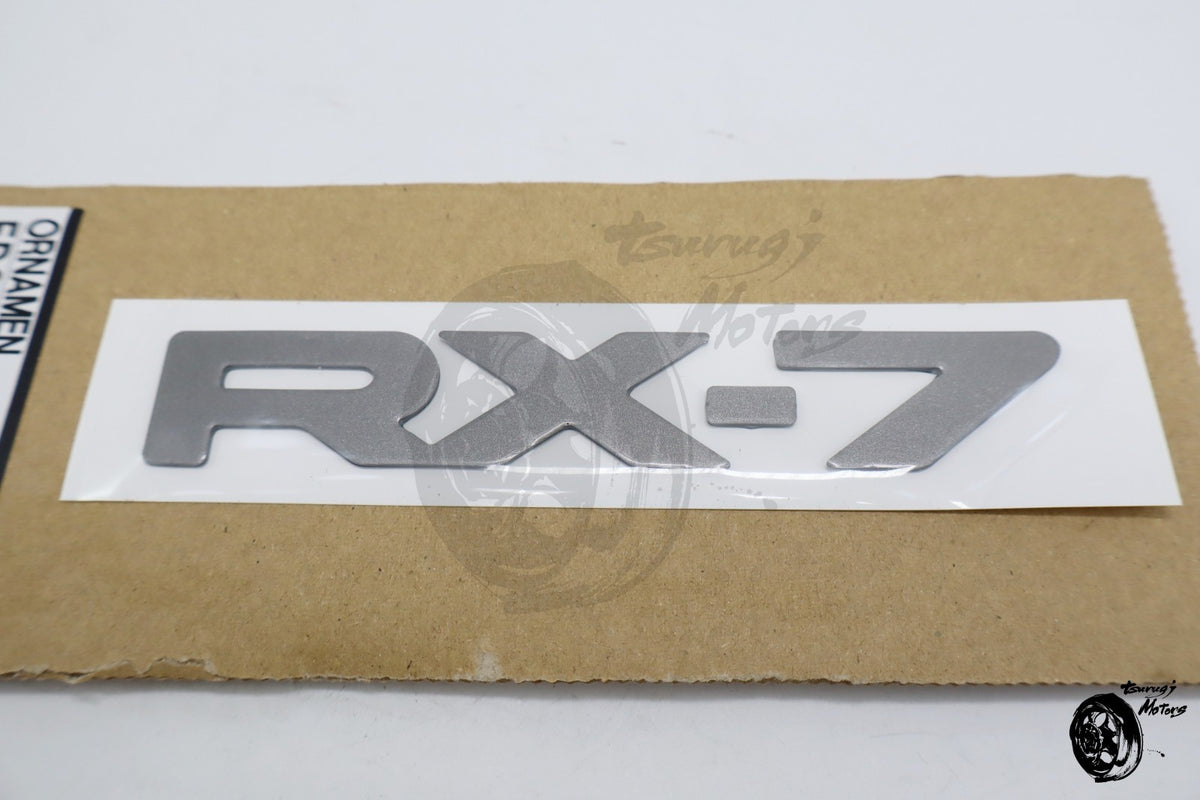 ORNAMEN
RX-7
tsurugi
Motors
tsurugi
Motors